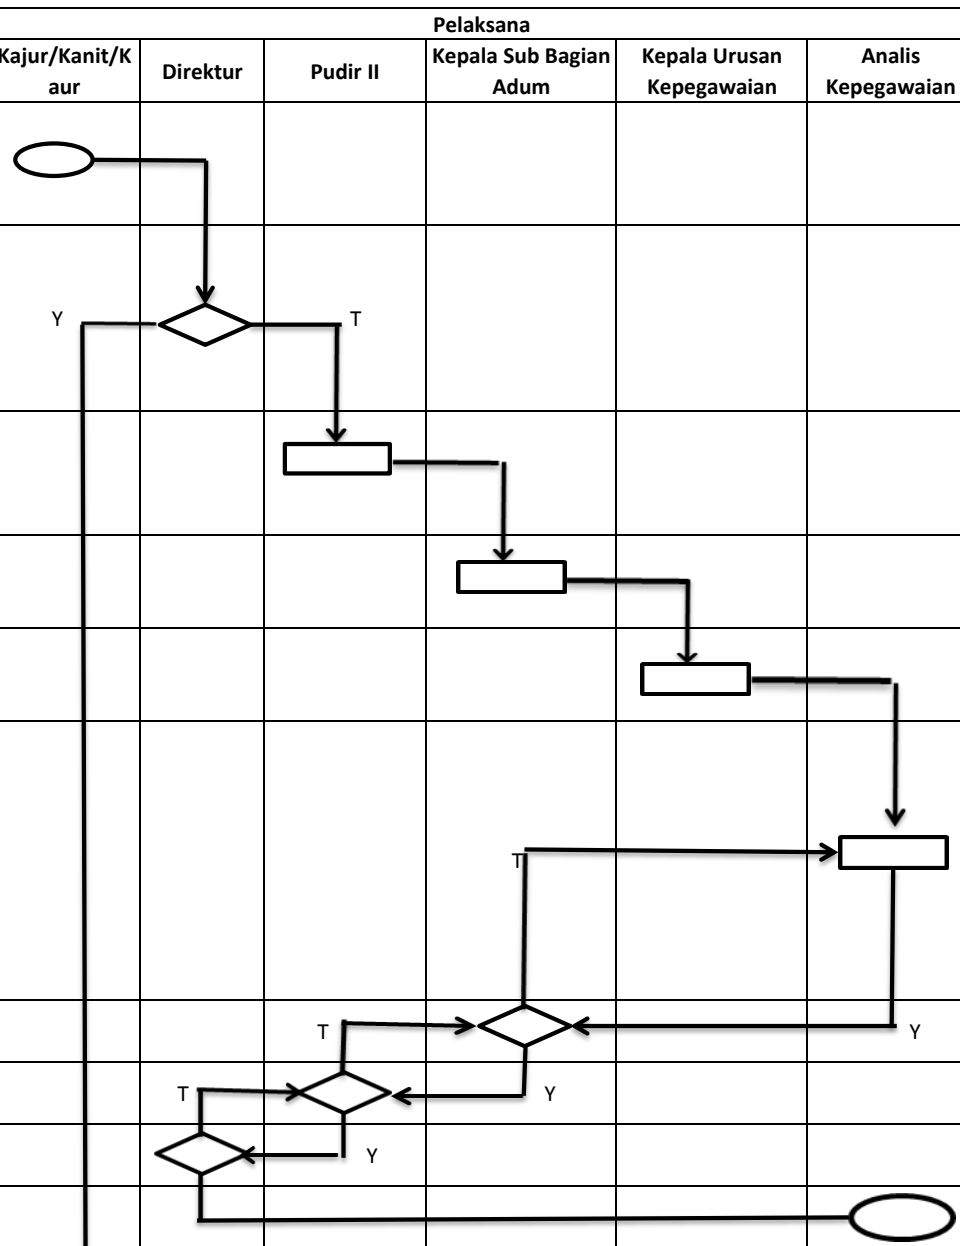 Pelaksana
Kajur/Kanit/K
aur
Direktur
Pudir II
Kepala Sub Bagian
Adum
Kepala Urusan
Kepegawaian
Analis
Kepegawaian
Y
T
T
T
Y
T
Y
Y